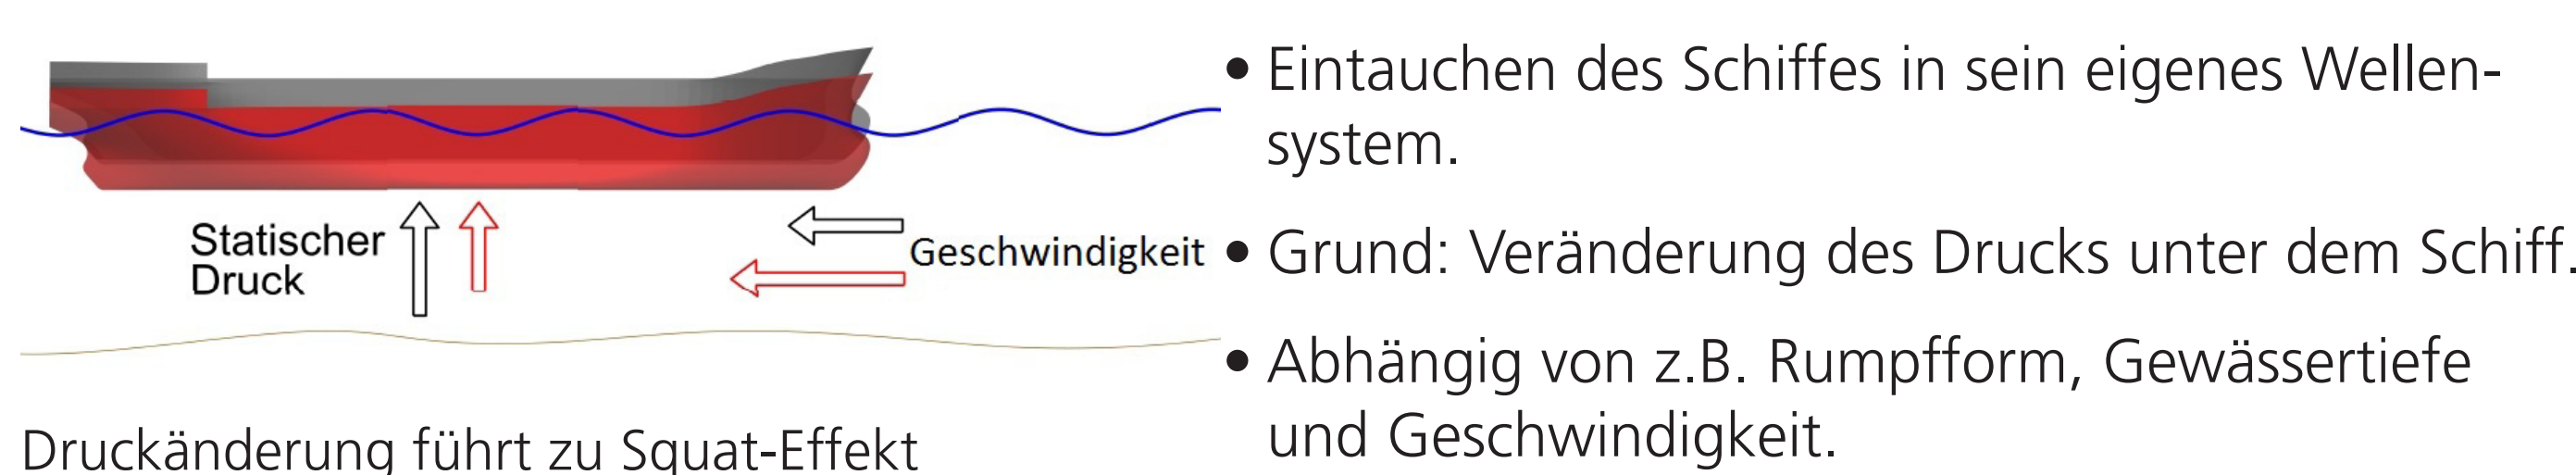 Statischer
Druck
Geschwindigkeit
Druckänderung führt zu Squat-Effekt
• Eintauchen des Schiffes in sein eigenes Wellen-
system.
• Grund: Veränderung des Drucks unter dem Schiff.
• Abhängig von z.B. Rumpfform, Gewässertiefe
und Geschwindigkeit.